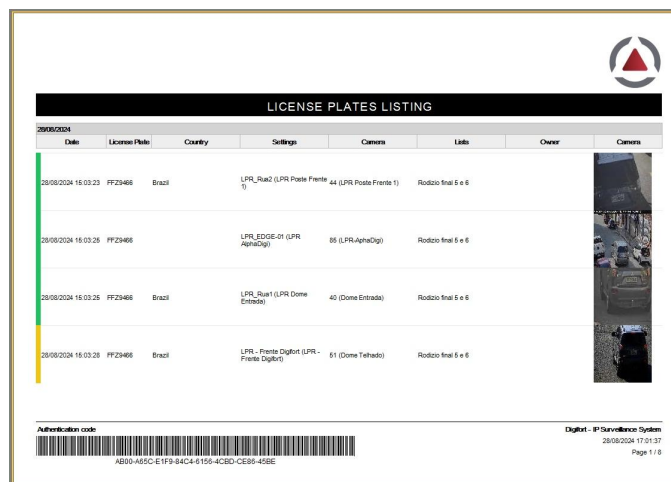 LICENSE PLATES LISTING
28/08/2024
Date License Plate Country Settings Camera Lists Owner Camera
28/08/2024 15:03:23 FFZ9466 Brazil LPR_Rua2 (LPR Poste Frente 1) 44 (LPR Poste Frente 1) Rodizio final 5 e 6
28/08/2024 15:03:25 FFZ9466 LPR_EDGE-01 (LPR AlphaDigi) 85 (LPR-AphaDigi) Rodizio final 5 e 6
28/08/2024 15:03:25 FFZ9466 Brazil LPR_Rua1 (LPR Dome Entrada) 40 (Dome Entrada) Rodizio final 5 e 6
28/08/2024 15:03:28 FFZ9466 Brazil LPR - Frente Digifort (LPR - Frente Digifort) 51 (Dome Telhado) Rodizio final 5 e 6
Authentication code
AB00-A65C-E1F9-84C4-6156-4CBD-CE86-45BE
Digifort - IP Surveillance System
28/08/2024 17:01:37
Page 1 / 8